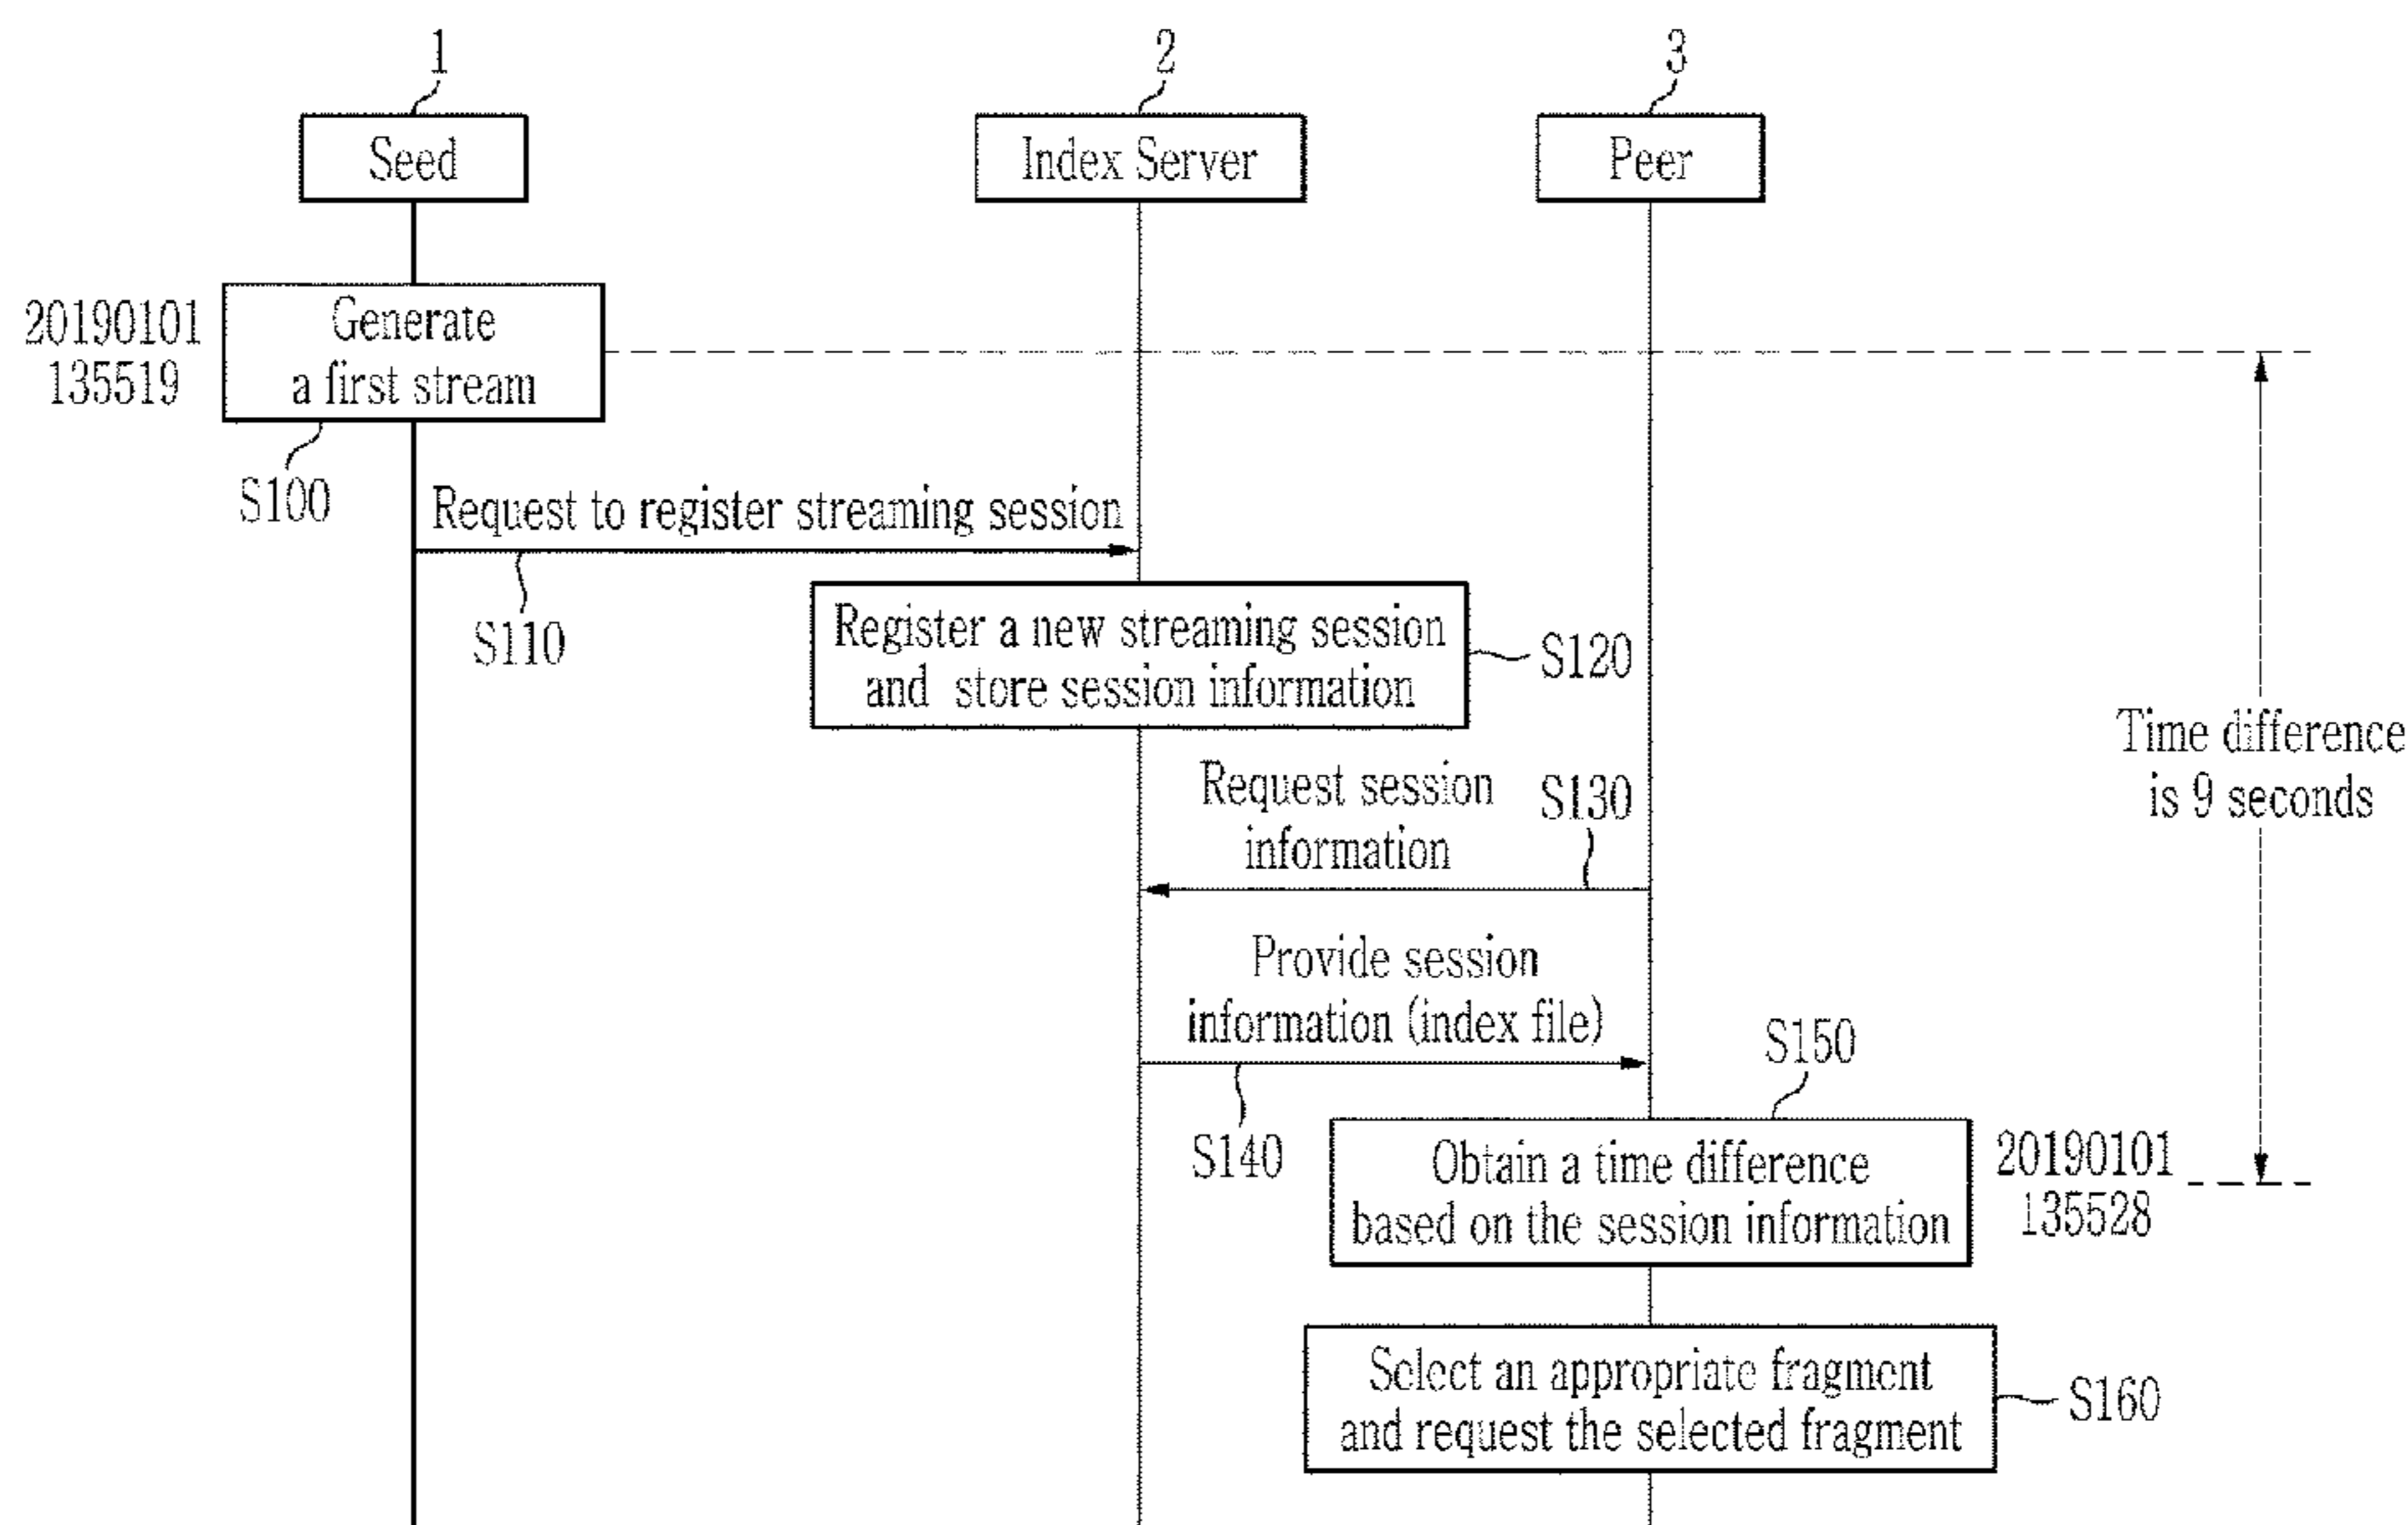 1
2
3
Seed
Index Server
Peer
20190101
135519
Generate
a first stream
S100
Request to register streaming session
S110
Register a new streaming session
and store session information
S120
Time difference
is 9 seconds
Request session
information
S130
Provide session
information (index file)
S140
S150
Obtain a time difference
based on the session information
20190101
135528
Select an appropriate fragment
and request the selected fragment
S160